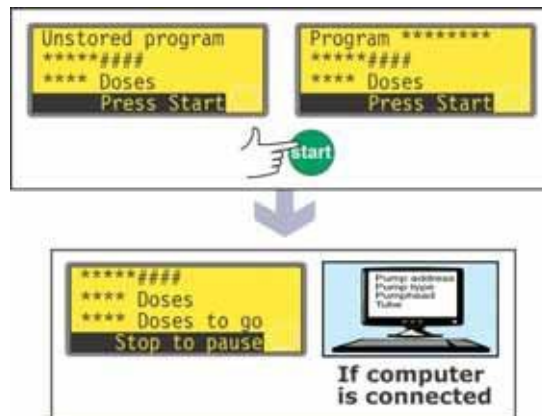 Unstored program
*****####
**** Doses
Press Start
Program ********
*****####
**** Doses
Press Start
start
*****####
**** Doses
**** Doses to go
Stop to pause
Pump address
Pump type
Pumphead
Tube
If computer
is connected